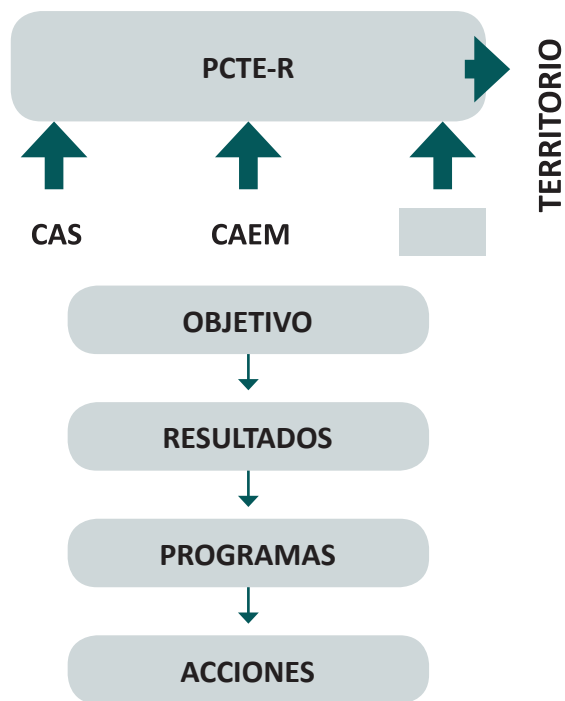 PCTE-R
TERRITORIO
CAS
CAEM
OBJETIVO
RESULTADOS
PROGRAMAS
ACCIONES